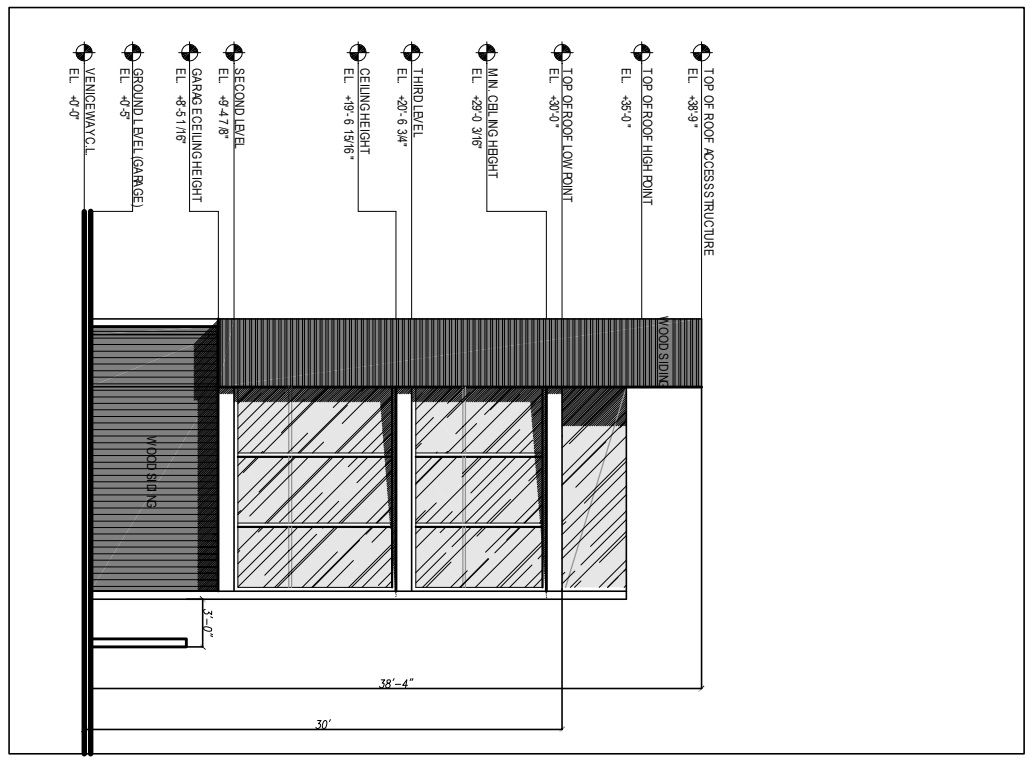 TOP OF ROOF ACCESS STRUCTURE
EL. +38'-9"
TOP OF ROOF HIGH POINT
EL. +35'-0"
TOP OF ROOF LOW POINT
EL. +30'-0"
MIN. CEILING HEIGHT
EL. +29'-0 3/16"
THIRD LEVEL
EL. +20'-6 3/4"
CEILING HEIGHT
EL. +19'-6 15/16"
SECOND LEVEL
EL. +9'-4 7/8"
GARAGE CEILING HEIGHT
EL. +8'-5 1/16"
GROUND LEVEL (GARAGE)
EL. +0'-5"
VENICE WAY C.L.
EL. +0'-0"
WOOD SIDING
WOOD SIDING
3'-0"
38'-4"
30'